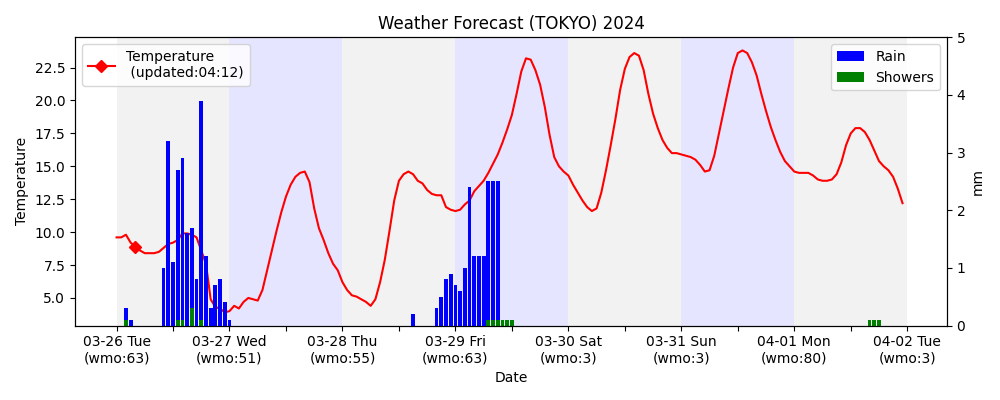 Weather Forecast (TOKYO) 2024
Temperature
(updated:04:12)
Rain
Showers
Temperature
22.5
20.0
17.5
15.0
12.5
10.0
7.5
5.0
5
4
3
2
1
0
mm
03-26 Tue
(wmo:63)
03-27 Wed
(wmo:51)
03-28 Thu
(wmo:55)
03-29 Fri
(wmo:63)
03-30 Sat
(wmo:3)
03-31 Sun
(wmo:3)
04-01 Mon
(wmo:80)
04-02 Tue
(wmo:3)
Date